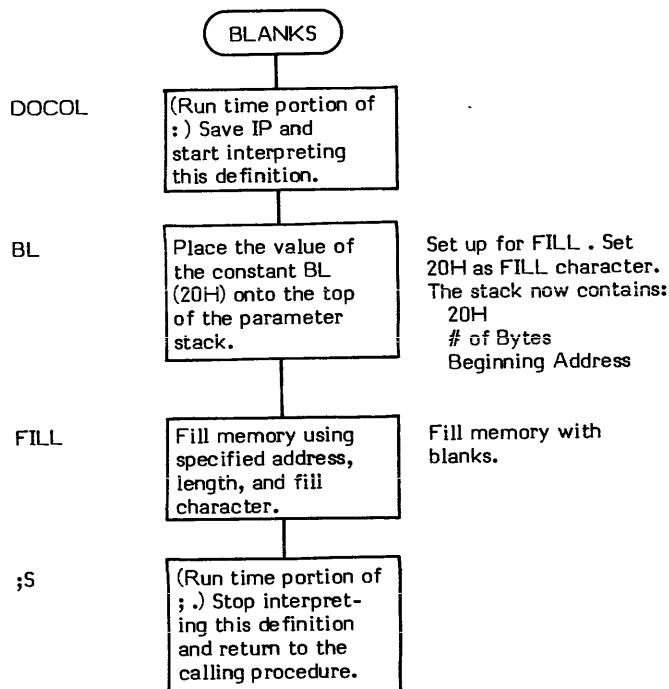 BLANKS
DOCOL
(Run time portion of
: ) Save IP and
start interpreting
this definition.
BL
Place the value of
the constant BL
(20H) onto the top
of the parameter
stack.
Set up for FILL . Set
20H as FILL character.
The stack now contains:
20H
# of Bytes
Beginning Address
FILL
Fill memory using
specified address,
length, and fill
character.
Fill memory with
blanks.
;S
(Run time portion of
; .) Stop interpret-
ing this definition
and return to the
calling procedure.